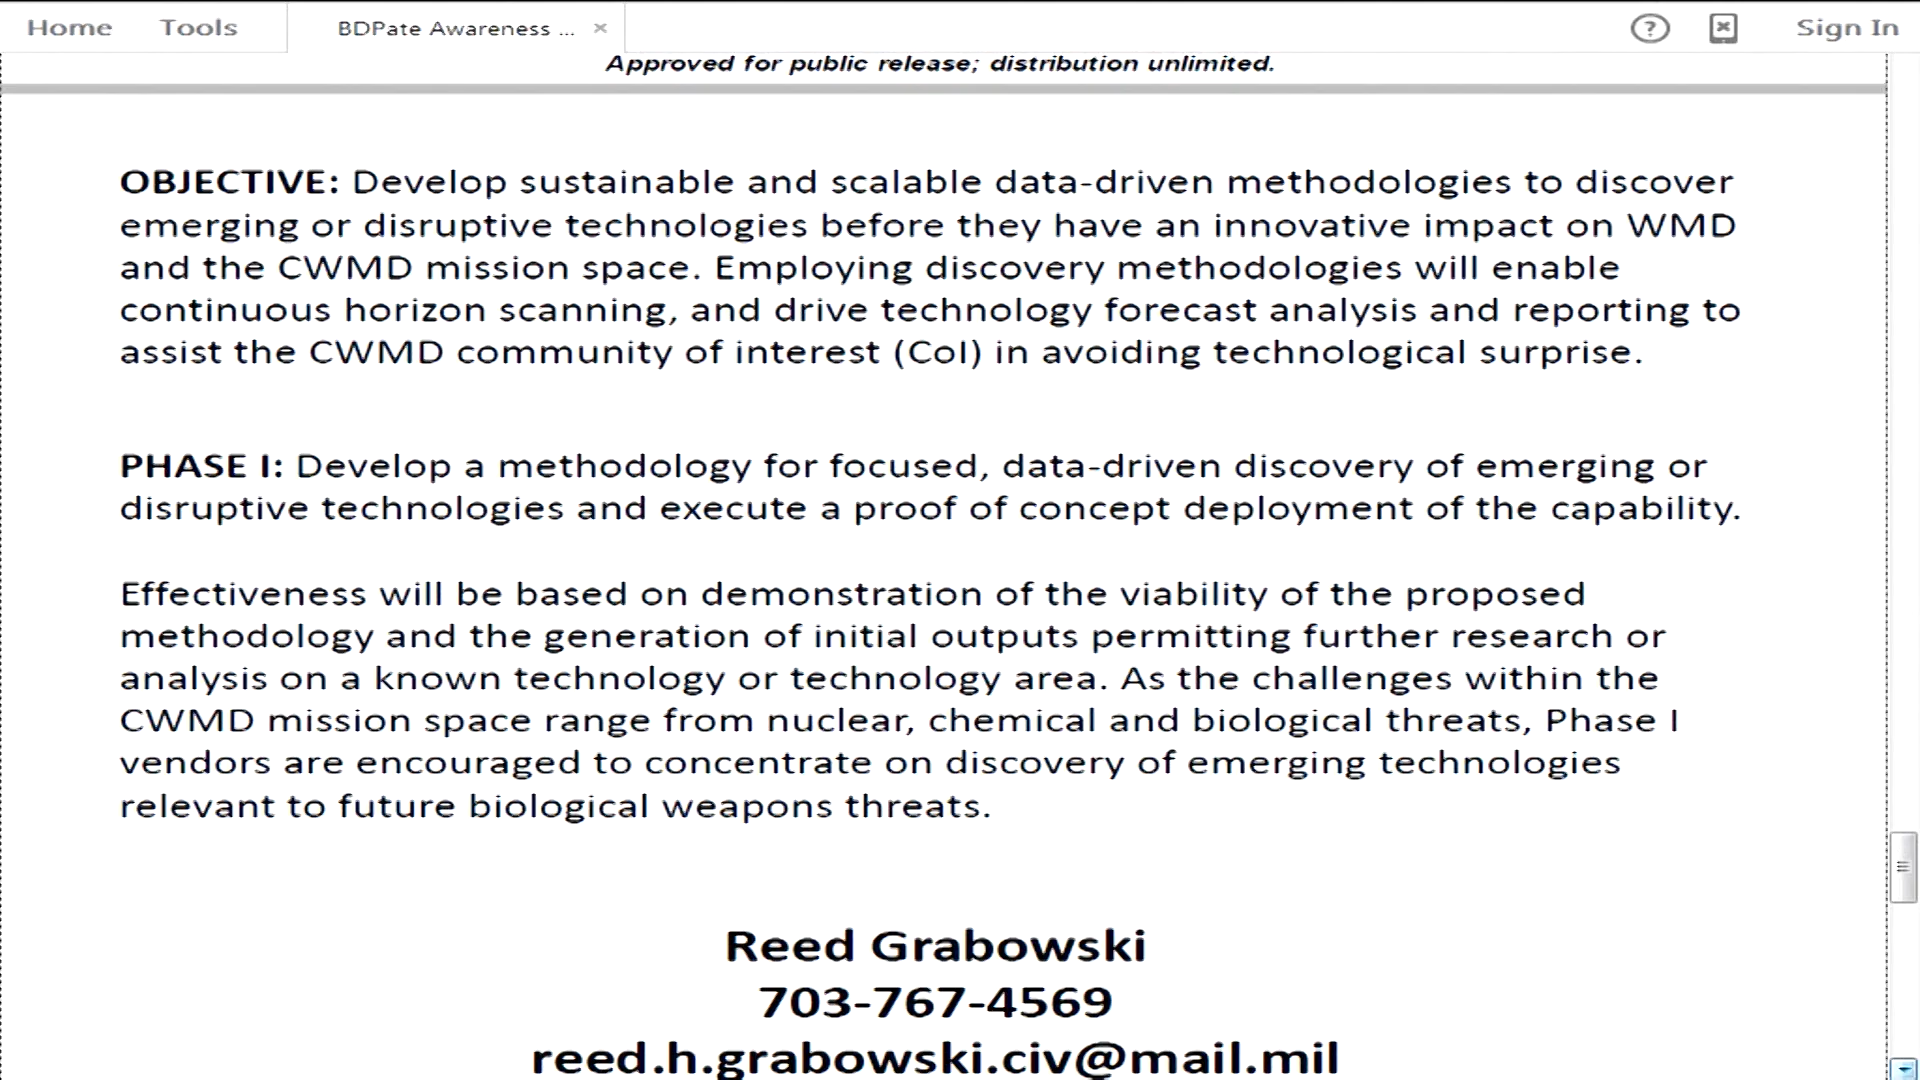 Home Tools BDPate Awareness ... × ? Sign In
Approved for public release; distribution unlimited.
OBJECTIVE: Develop sustainable and scalable data-driven methodologies to discover
emerging or disruptive technologies before they have an innovative impact on WMD
and the CWMD mission space. Employing discovery methodologies will enable
continuous horizon scanning, and drive technology forecast analysis and reporting to
assist the CWMD community of interest (CoI) in avoiding technological surprise.
PHASE I: Develop a methodology for focused, data-driven discovery of emerging or
disruptive technologies and execute a proof of concept deployment of the capability.
Effectiveness will be based on demonstration of the viability of the proposed
methodology and the generation of initial outputs permitting further research or
analysis on a known technology or technology area. As the challenges within the
CWMD mission space range from nuclear, chemical and biological threats, Phase I
vendors are encouraged to concentrate on discovery of emerging technologies
relevant to future biological weapons threats.
Reed Grabowski
703-767-4569
reed.h.grabowski.civ@mail.mil